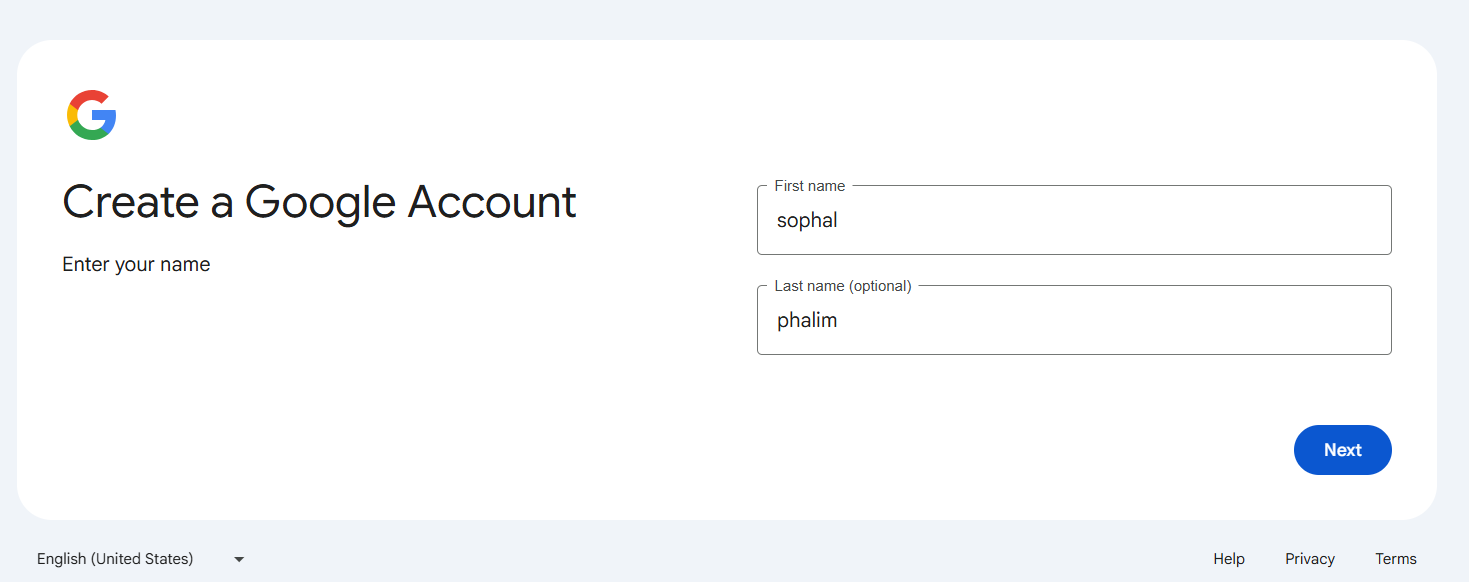 Create a Google Account
Enter your name
First name
sophal
Last name (optional)
phalim
Next
English (United States)
Help
Privacy
Terms